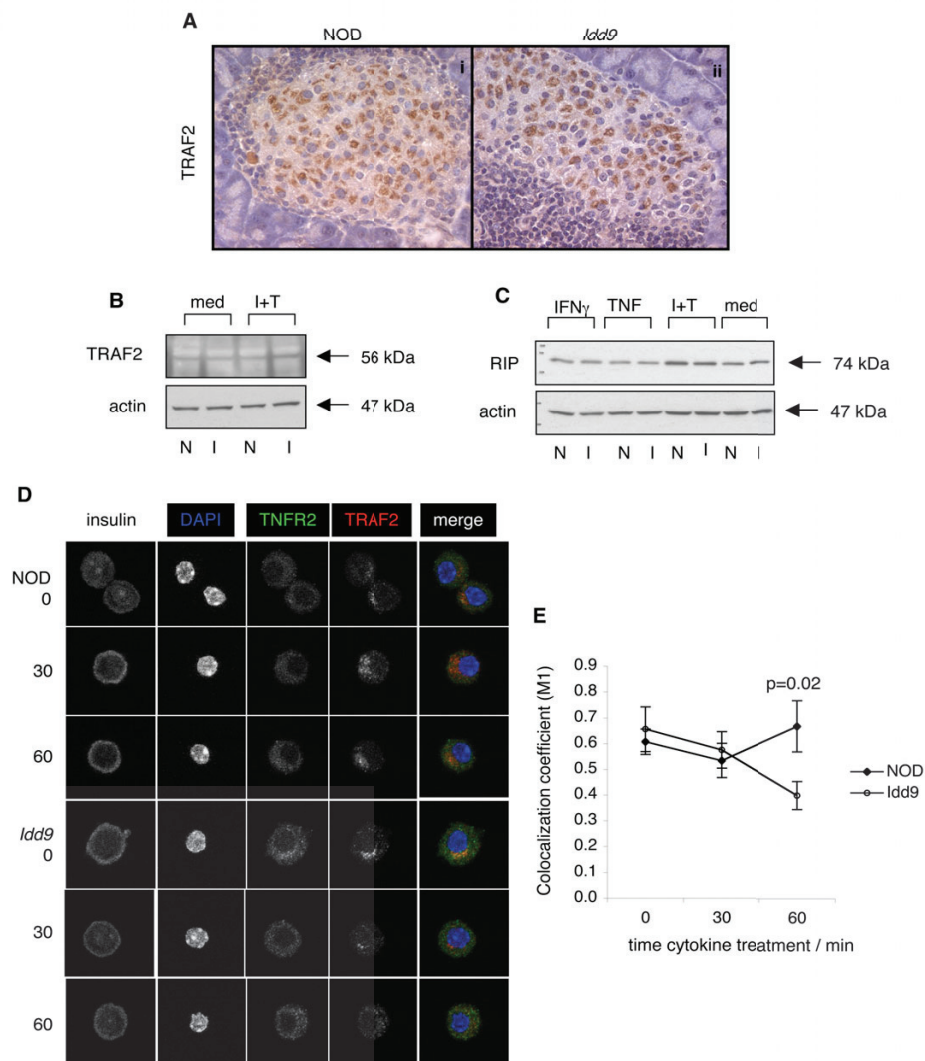 A
NOD Idd9
TRAF2
i ii
B
med I+T
TRAF2 56 kDa
actin 47 kDa
N I N I
C
IFNγ TNF I+T med
RIP 74 kDa
actin 47 kDa
N I N I N I N I
D
insulin DAPI TNFR2 TRAF2 merge
NOD
0
30
60
Idd9
0
30
60
E
Colocalization coefficient (M1)
0.9
0.8
0.7
0.6
0.5
0.4
0.3
0.2
0.1
0.0
p=0.02
NOD
Idd9
0 30 60
time cytokine treatment / min